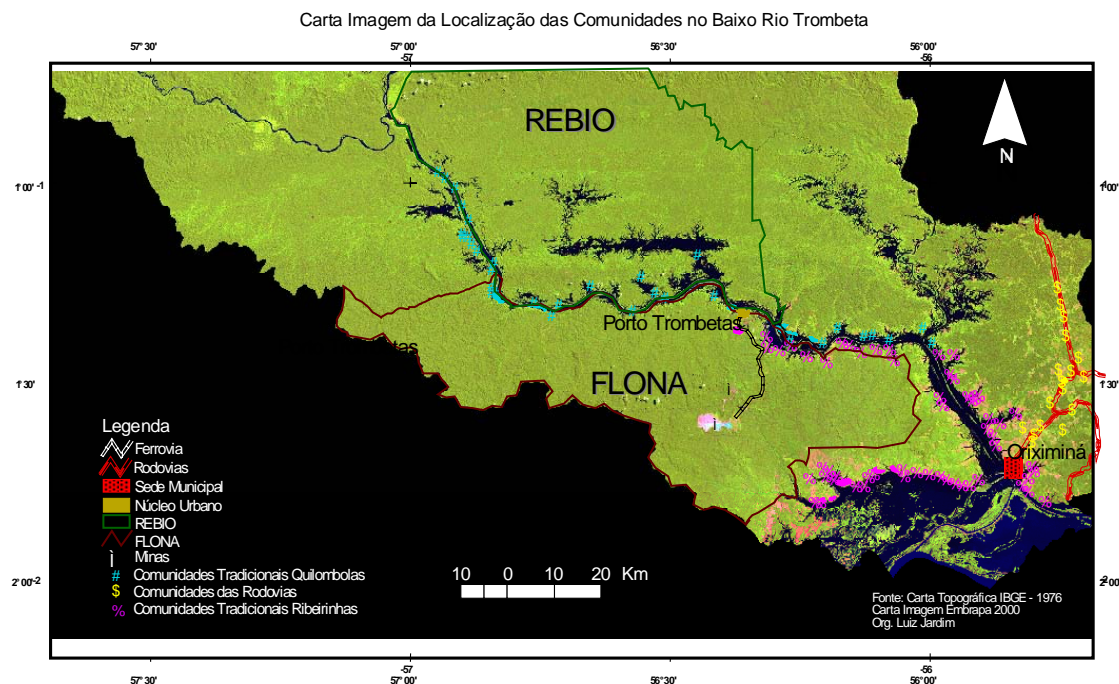 Carta Imagem da Localização das Comunidades no Baixo Rio Trombeta
57° 30' 57° 00' 56° 30' 56° 00'
-57 -56
REBIO
N
1° 00' -1 1° 00'
Porto Trombetas
tas
FLONA
1° 30' 1° 30'
Oriximiná
Legenda
Ferrovia
Rodovias
Sede Municipal
Núcleo Urbano
REBIO
FLONA
Minas
# Comunidades Tradicionais Quilombolas
$ Comunidades das Rodovias
% Comunidades Tradicionais Ribeirinhas
10 0 10 20 Km
2° 00' -2 2° 00'
Fonte: Carta Topográfica IBGE - 1976
Carta Imagem Embrapa 2000
Org. Luiz Jardim
-57 -56
57° 30' 57° 00' 56° 30' 56° 00'